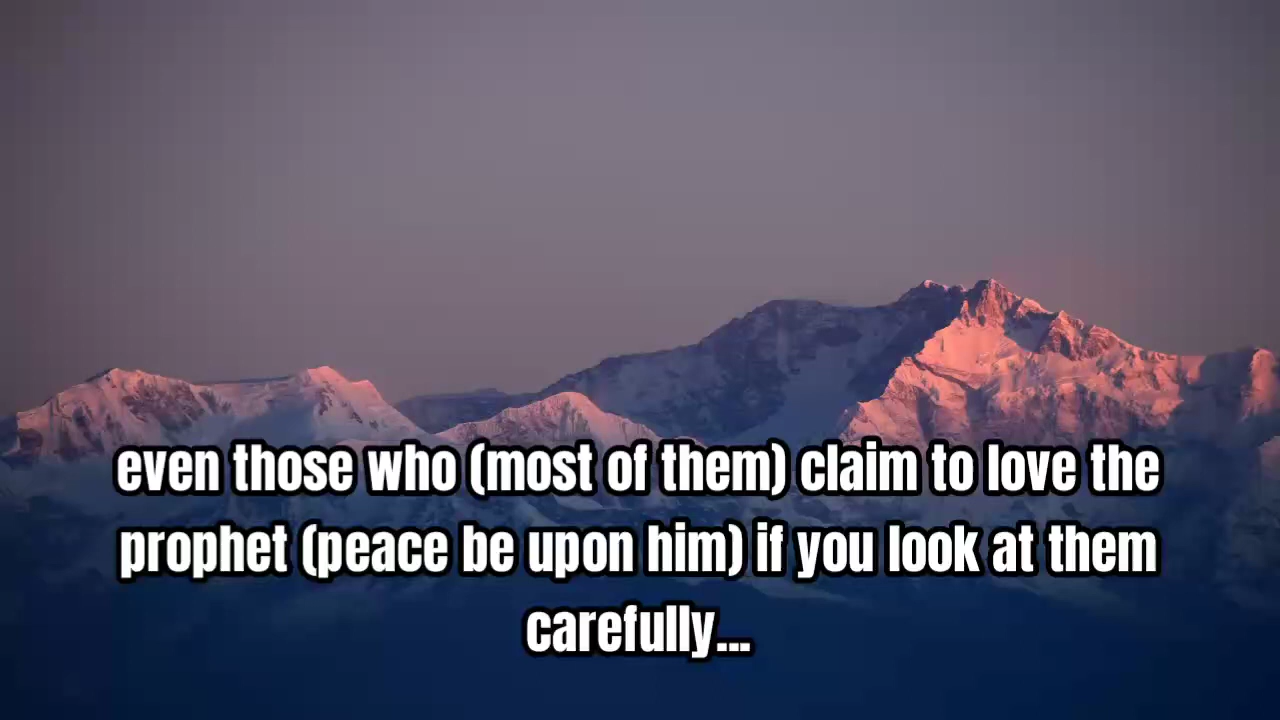 even those who (most of them) claim to love the
prophet (peace be upon him) if you look at them
carefully...